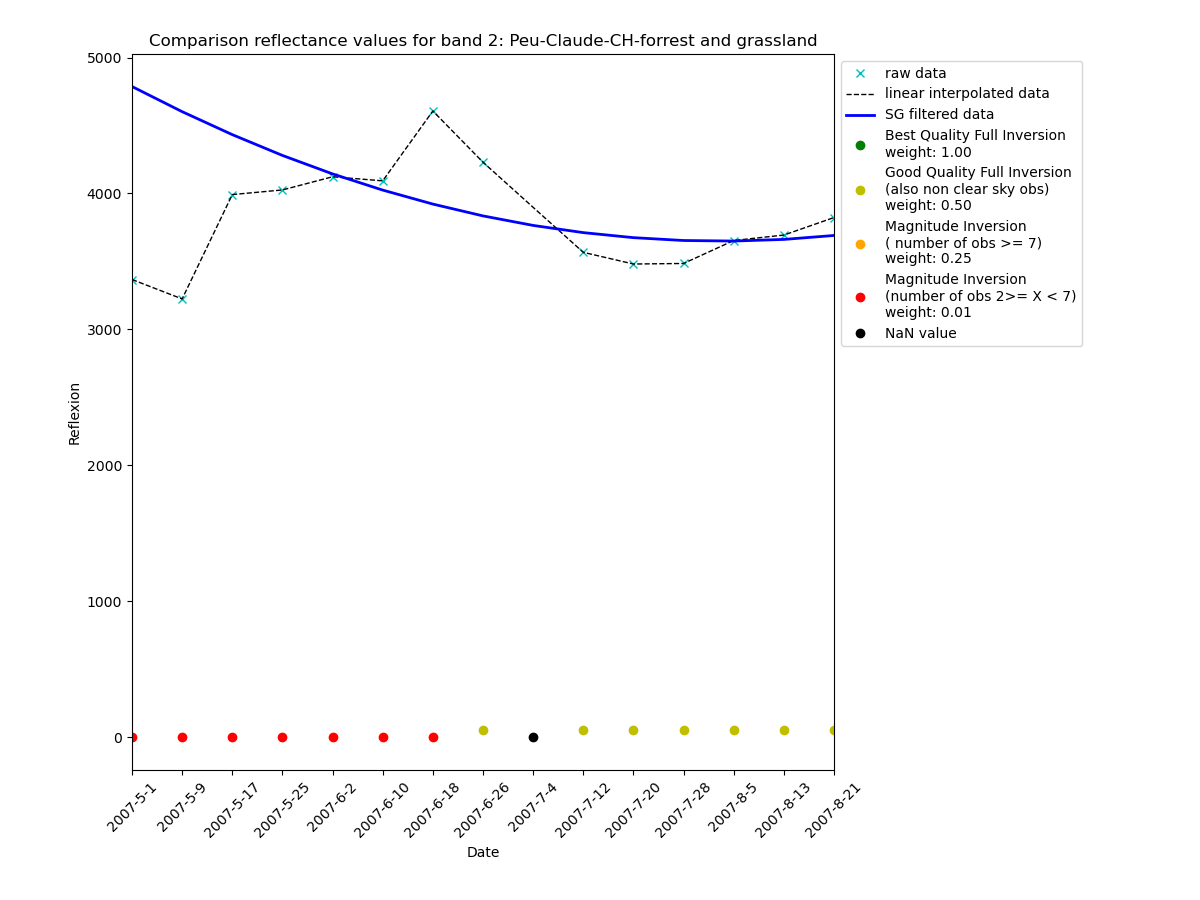 Comparison reflectance values for band 2: Peu-Claude-CH-forrest and grassland
5000
4000
3000
2000
1000
0
Reflexion
2007-5-1
2007-5-9
2007-5-17
2007-5-25
2007-6-2
2007-6-10
2007-6-18
2007-6-26
2007-7-4
2007-7-12
2007-7-20
2007-7-28
2007-8-5
2007-8-13
2007-8-21
Date
raw data
linear interpolated data
SG filtered data
Best Quality Full Inversion
weight: 1.00
Good Quality Full Inversion
(also non clear sky obs)
weight: 0.50
Magnitude Inversion
( number of obs >= 7)
weight: 0.25
Magnitude Inversion
(number of obs 2>= X < 7)
weight: 0.01
NaN value